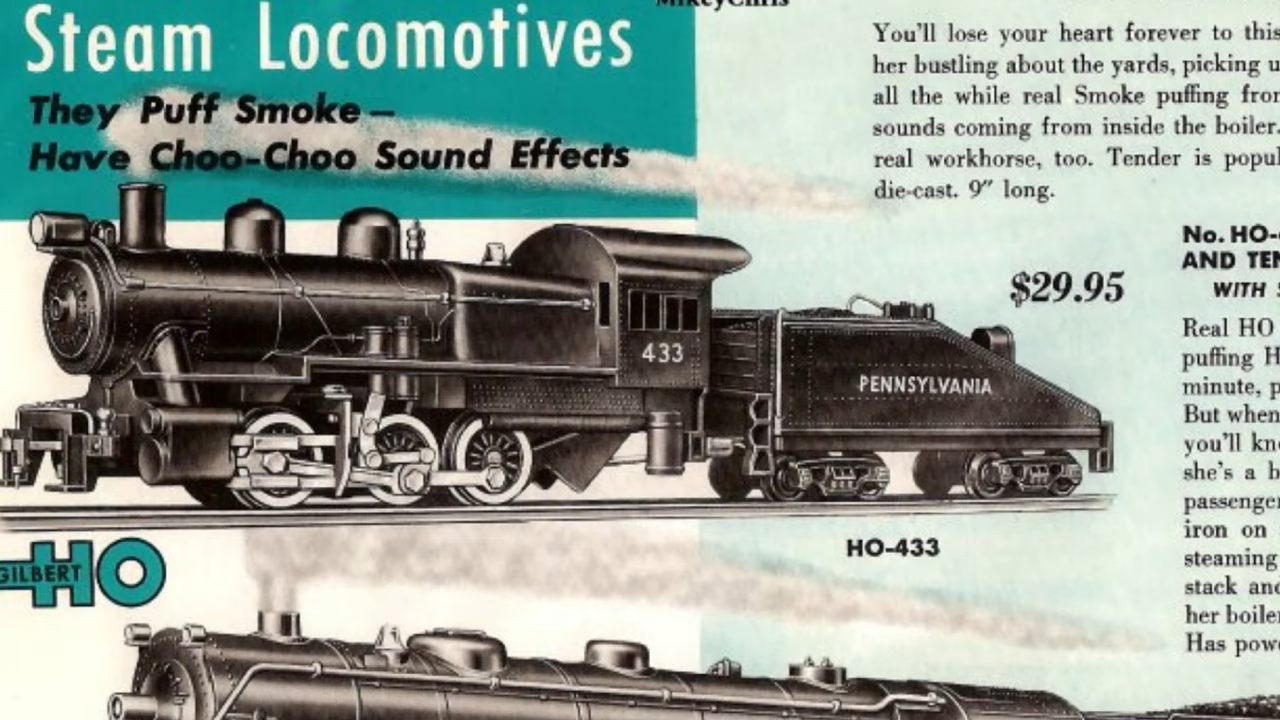 MikeyChris
Steam Locomotives
They Puff Smoke—
Have Choo-Choo Sound Effects
You'll lose your heart forever to this
her bustling about the yards, picking
all the while real Smoke puffing from
sounds coming from inside the boiler.
real workhorse, too. Tender is
die-cast. 9" long.
433
PENNSYLVANIA
$29.95
No. HO-
AND
WITH
Real HO
puffing H
minute,
But when
you'll
she's a
passenger
iron on
steaming
stack and
her boiler
Has
HO-433
GILBERT HO